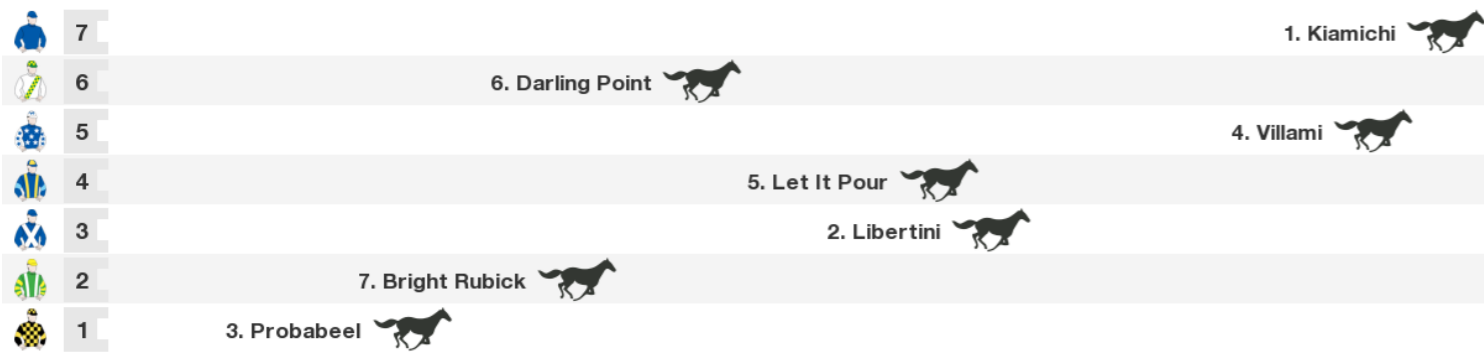 7 1. Kiamichi
6 6. Darling Point
5 4. Villami
4 5. Let It Pour
3 2. Libertini
2 7. Bright Rubick
1 3. Probabeel